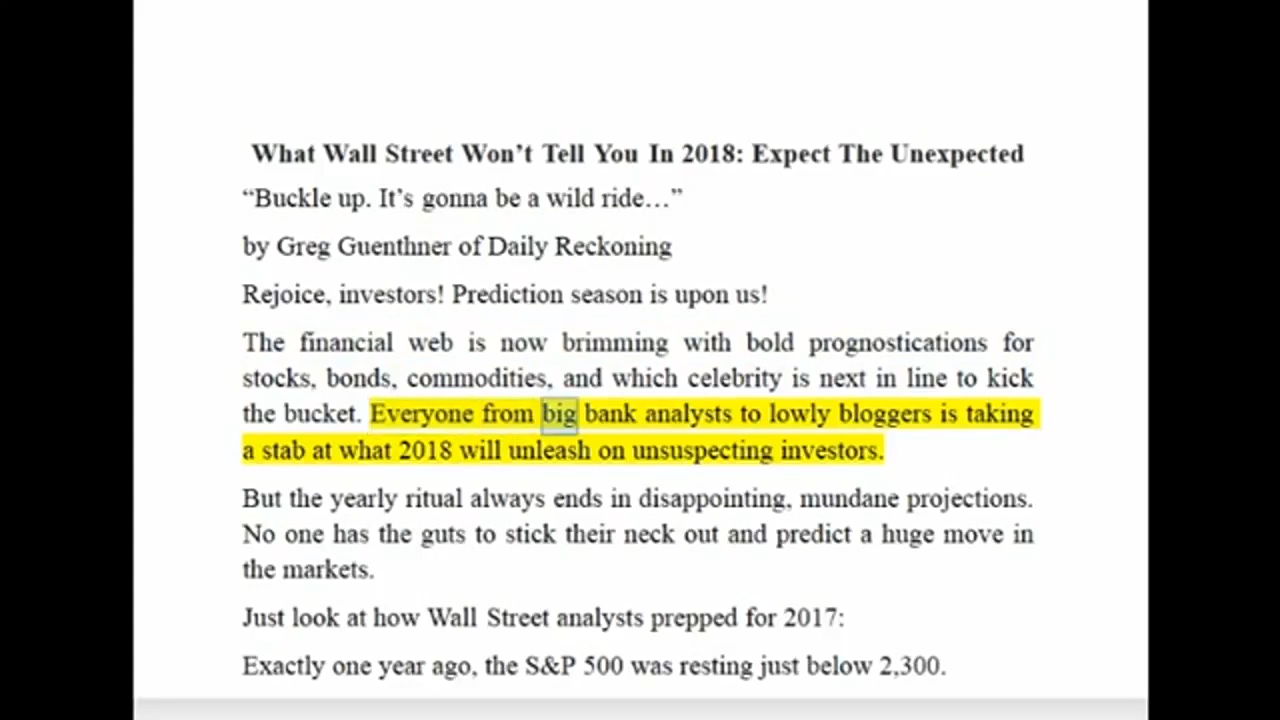 What Wall Street Won’t Tell You In 2018: Expect The Unexpected
“Buckle up. It’s gonna be a wild ride…”
by Greg Guenthner of Daily Reckoning
Rejoice, investors! Prediction season is upon us!
The financial web is now brimming with bold prognostications for
stocks, bonds, commodities, and which celebrity is next in line to kick
the bucket. Everyone from big bank analysts to lowly bloggers is taking
a stab at what 2018 will unleash on unsuspecting investors.
But the yearly ritual always ends in disappointing, mundane projections.
No one has the guts to stick their neck out and predict a huge move in
the markets.
Just look at how Wall Street analysts prepped for 2017:
Exactly one year ago, the S&P 500 was resting just below 2,300.